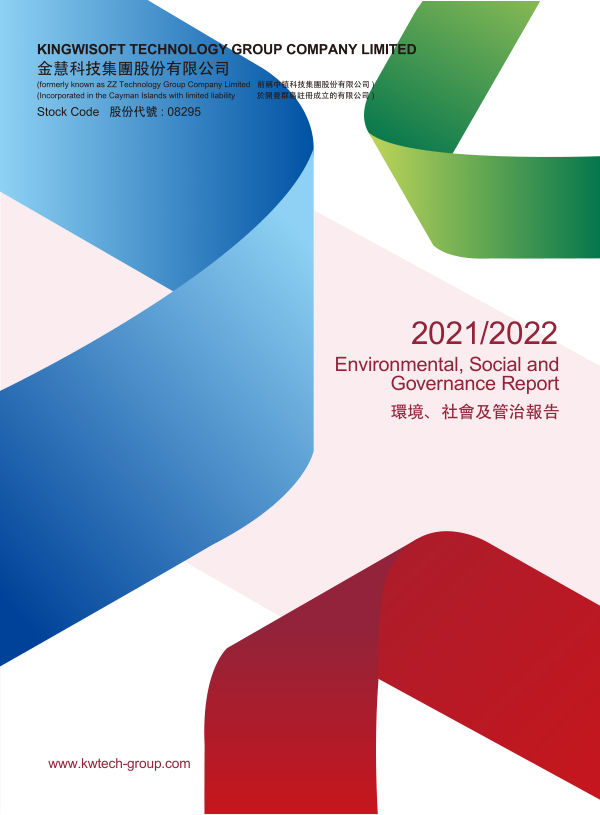 KINGWISOFT TECHNOLOGY GROUP COMPANY LIMITED
金慧科技集團股份有限公司
(formerly known as ZZ Technology Group Company Limited 前稱中植科技集團股份有限公司)
(Incorporated in the Cayman Islands with limited liability 於開曼群島註冊成立的有限公司)
Stock Code 股份代號 : 08295
2021/2022
Environmental, Social and
Governance Report
環境、社會及管治報告
www.kwtech-group.com